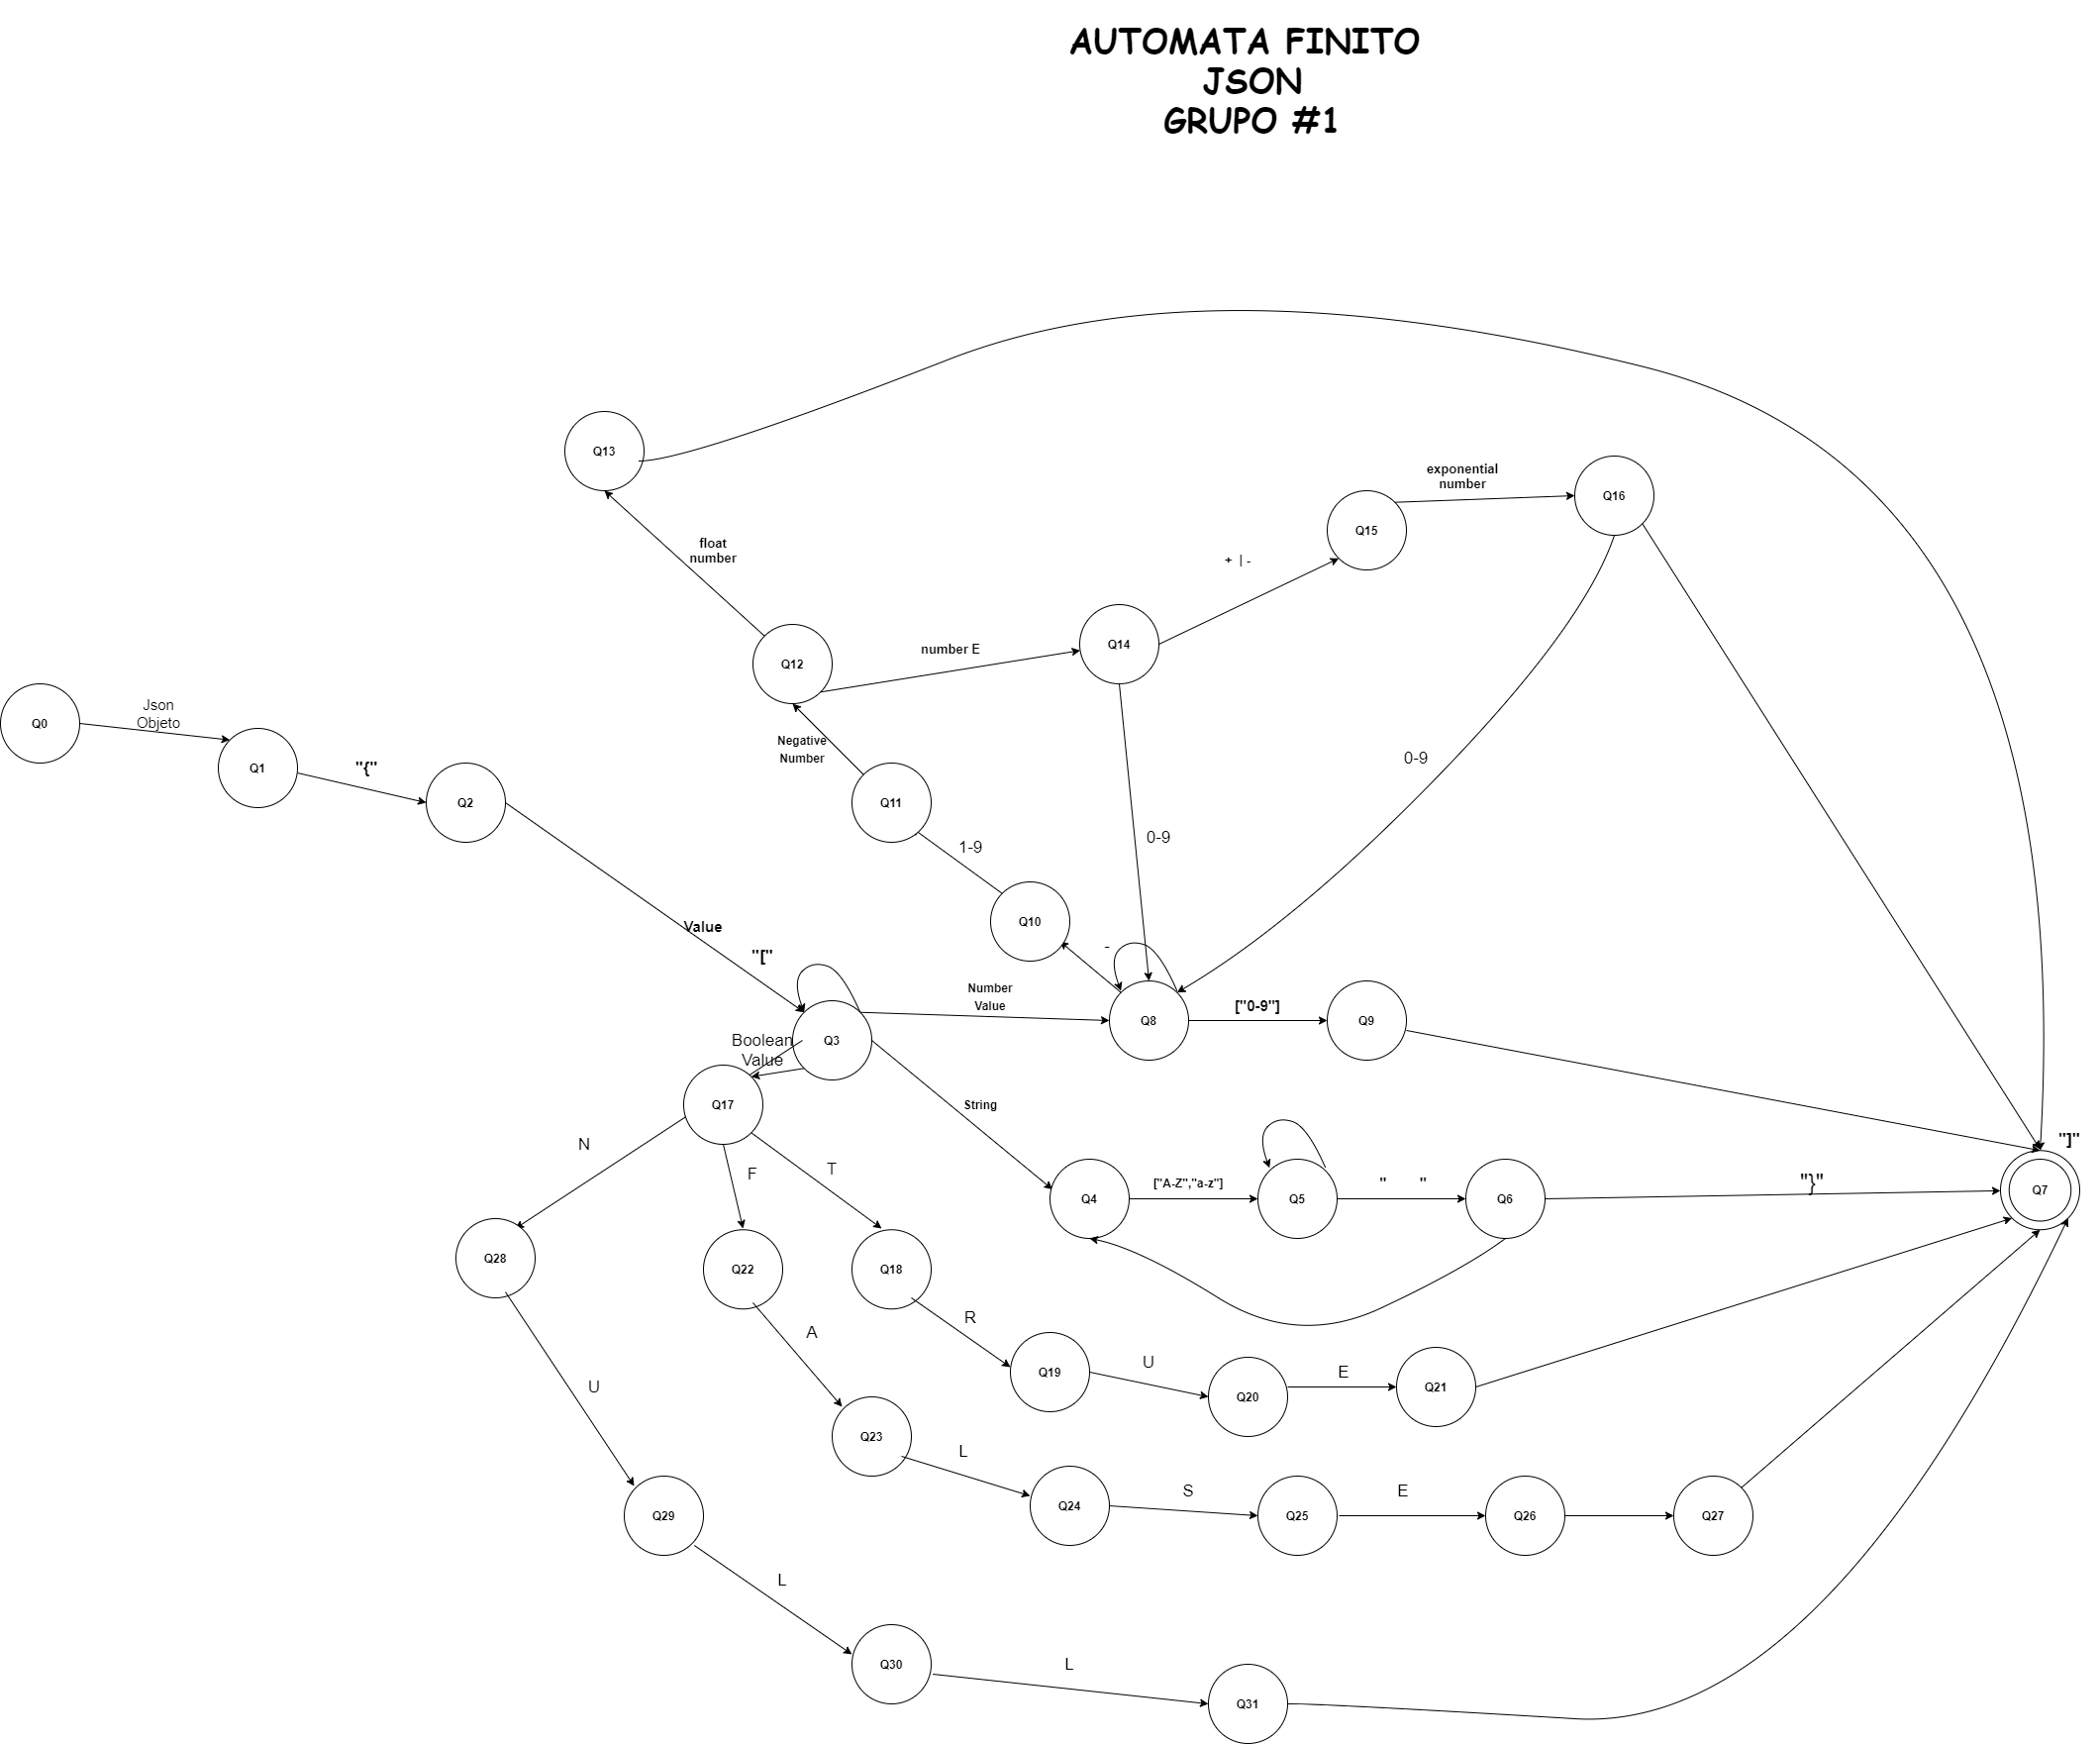 AUTOMATA FINITO
JSON
GRUPO #1
Q13
exponential
number
Q16
Q15
float
number
+ | -
Q14
number E
Q12
Json
Objeto
Q0
Negative
Number
0-9
Q1
"{"
Q2
Q11
0-9
1-9
Q10
Value
-
"["
Number
Value
["0-9"]
Q8
Q9
Boolean
Value
Q3
String
Q17
"]"
N
F
T
["A-Z","a-z"]
" "
"}"
Q4
Q5
Q6
Q7
Q28
Q22
Q18
R
A
U
E
Q19
U
Q21
Q20
Q23
L
S
E
Q24
Q29
Q25
Q26
Q27
L
Q30
L
Q31